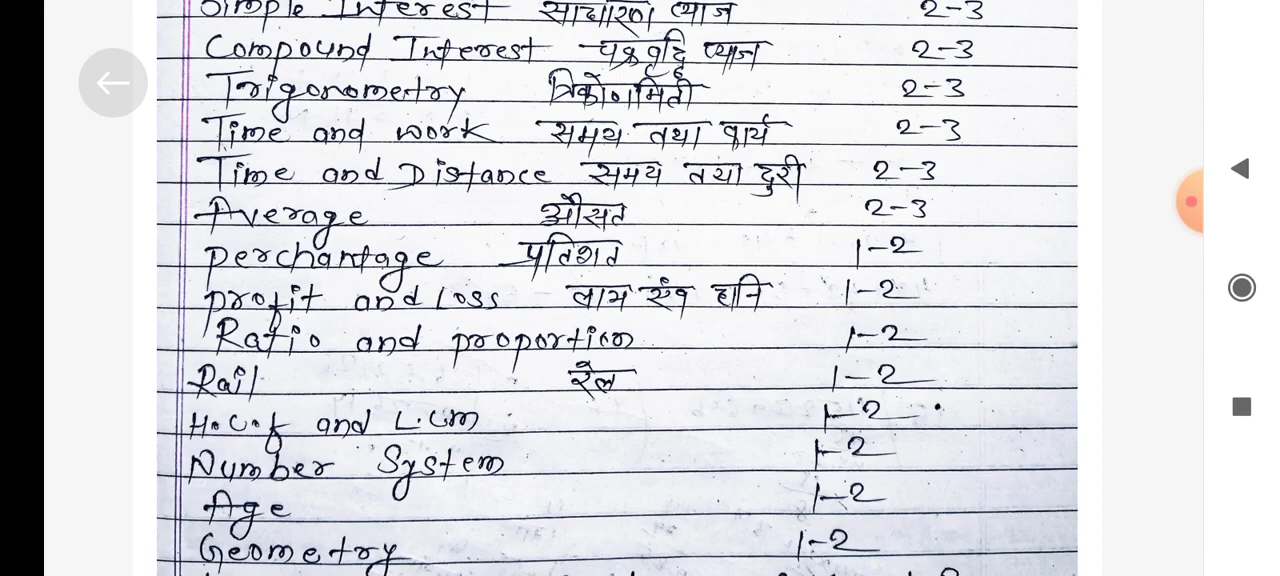 Simple Interest साधारण ब्याज 2-3
Compound Interest चक्रवृद्धि ब्याज 2-3
Trigonometry त्रिकोणमिती 2-3
Time and work समय तथा कार्य 2-3
Time and Distance समय तथा दुरी 2-3
Average औसत 2-3
Perchantage प्रतिशत 1-2
Profit and Loss लाभ एंव हानि 1-2
Ratio and proportion 1-2
Rail रेल 1-2
H.C.f and L.C.m 1-2
Number System 1-2
Age 1-2
Geometry 1-2